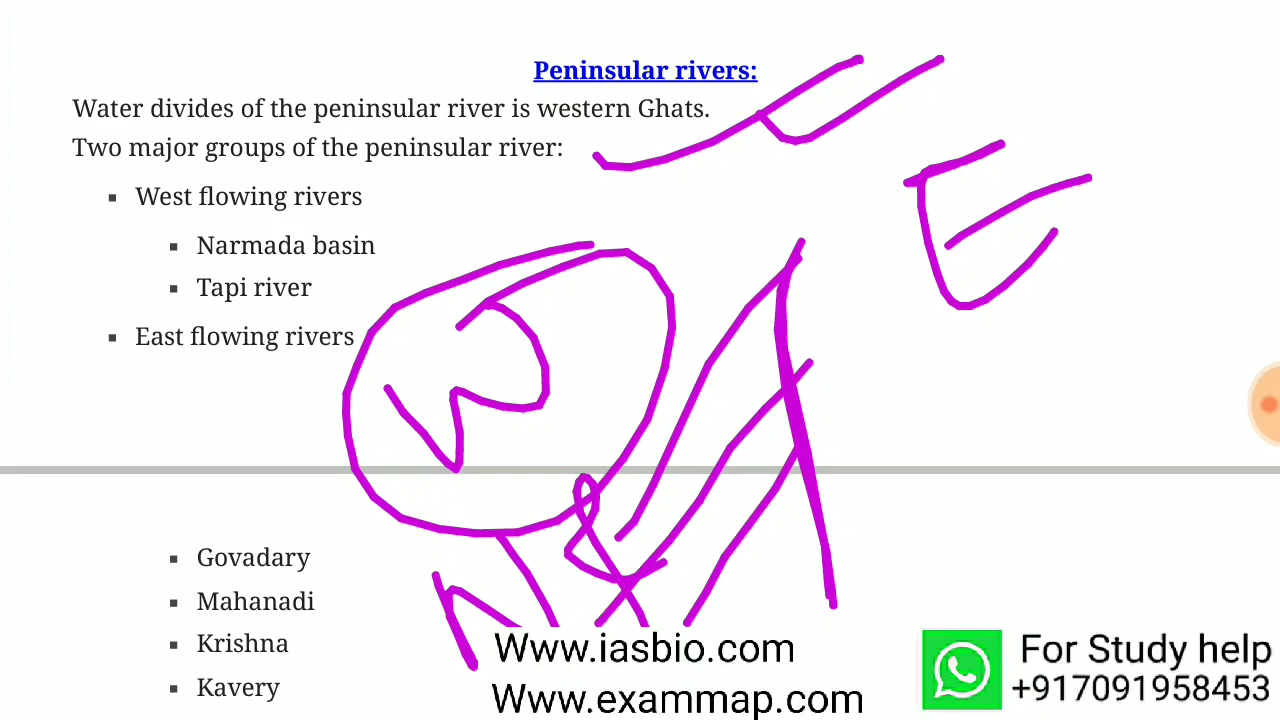 Peninsular rivers:
Water divides of the peninsular river is western Ghats.
Two major groups of the peninsular river:
▪ West flowing rivers
▪ Narmada basin
▪ Tapi river
▪ East flowing rivers
E
▪ Govadary
▪ Mahanadi
▪ Krishna
▪ Kavery
Www.iasbio.com
Www.exammap.com
For Study help
+917091958453